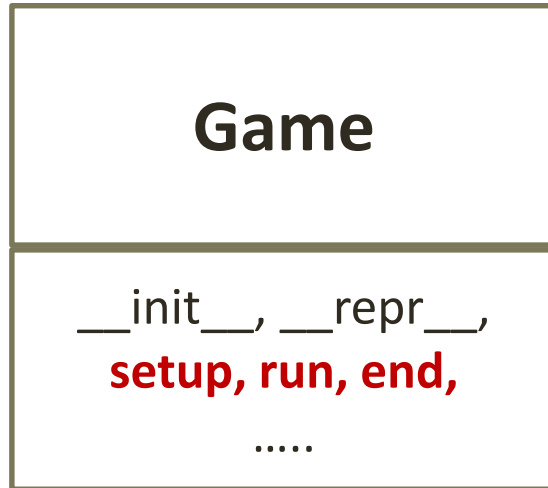 Game
__init__, __repr__,
setup, run, end,
.....